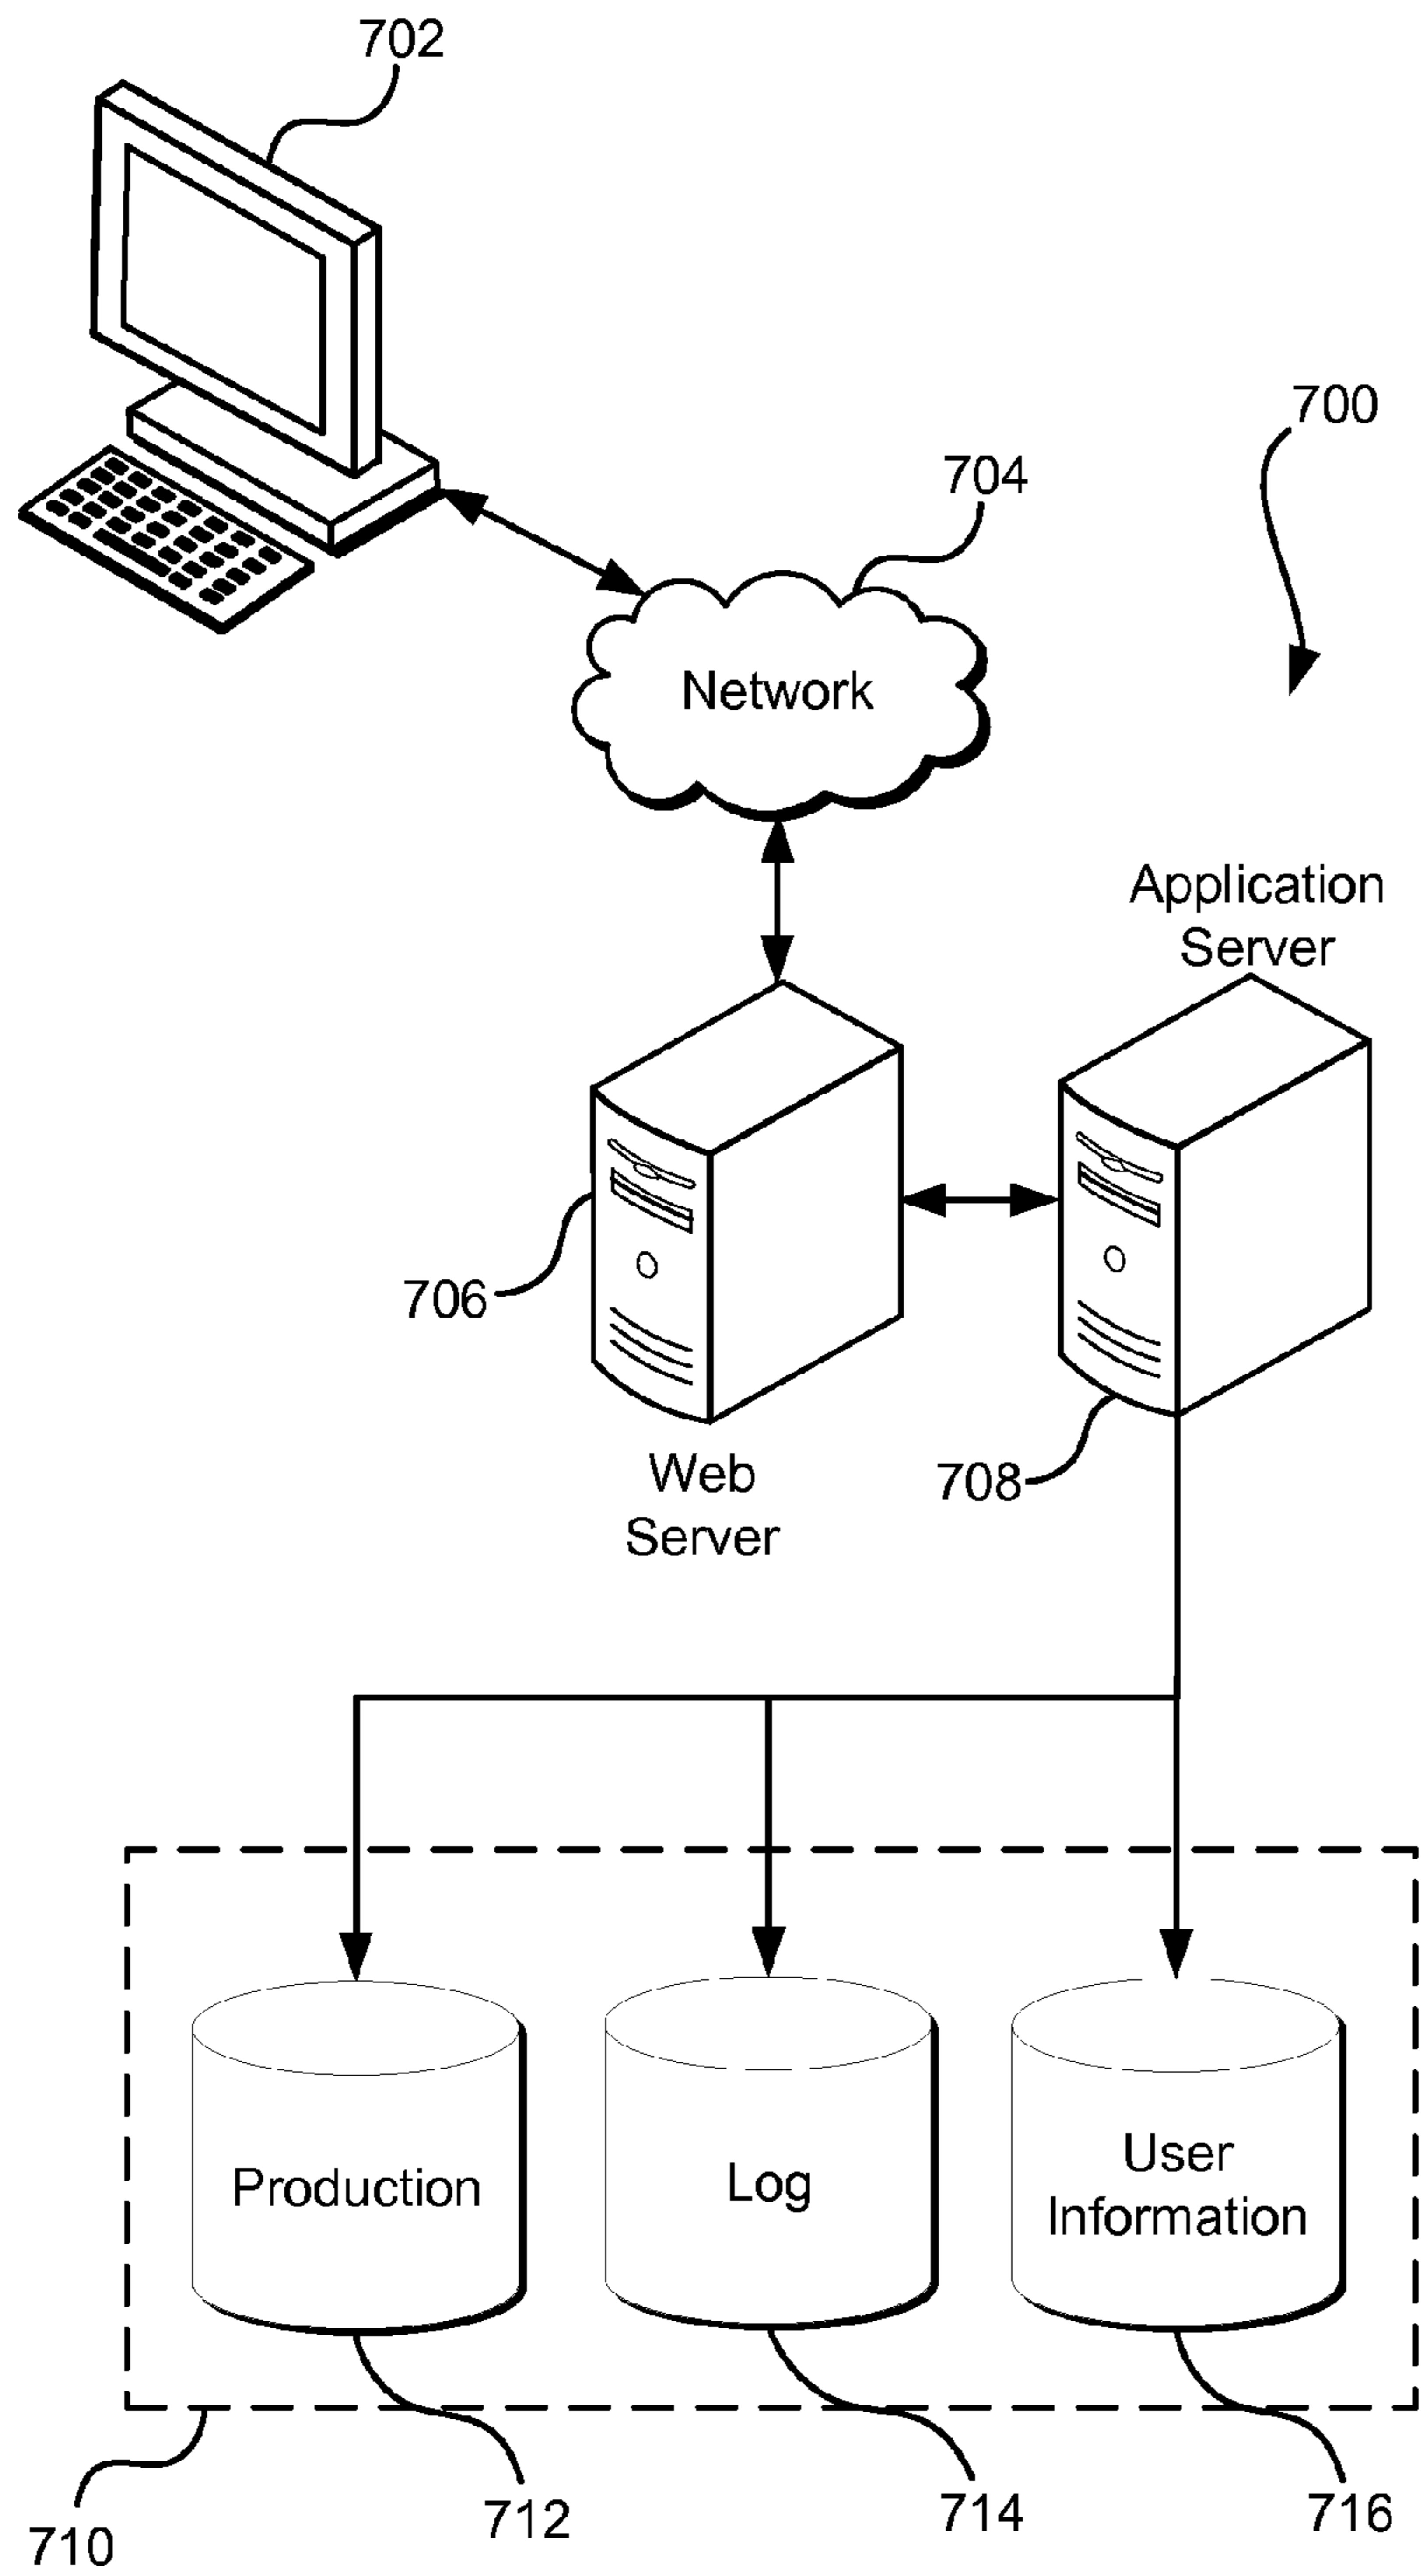 702
700
704
Network
Application
Server
706
Web
Server
708
Production
Log
User
Information
710
712
714
716